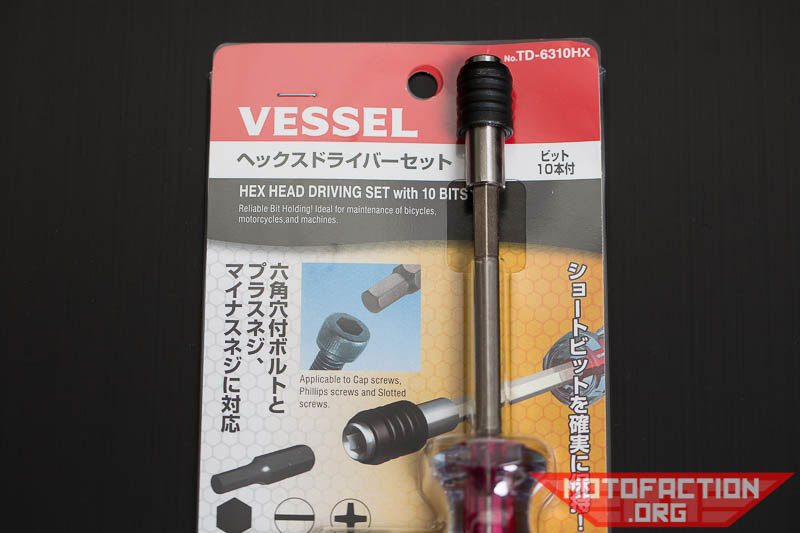 No.TD-6310HX
VESSEL
ヘックスドライバーセット
ビット
10本付
HEX HEAD DRIVING SET with 10 BITS
Reliable Bit Holding! Ideal for maintenance of bicycles,
motorcycles,and machines.
六角穴付ボルトと
プラスネジ、
マイナスネジに対応
Applicable to Cap screws,
Phillips screws and Slotted
screws.
ショートビットを確実に保持!
MOTOFACTION
.ORG